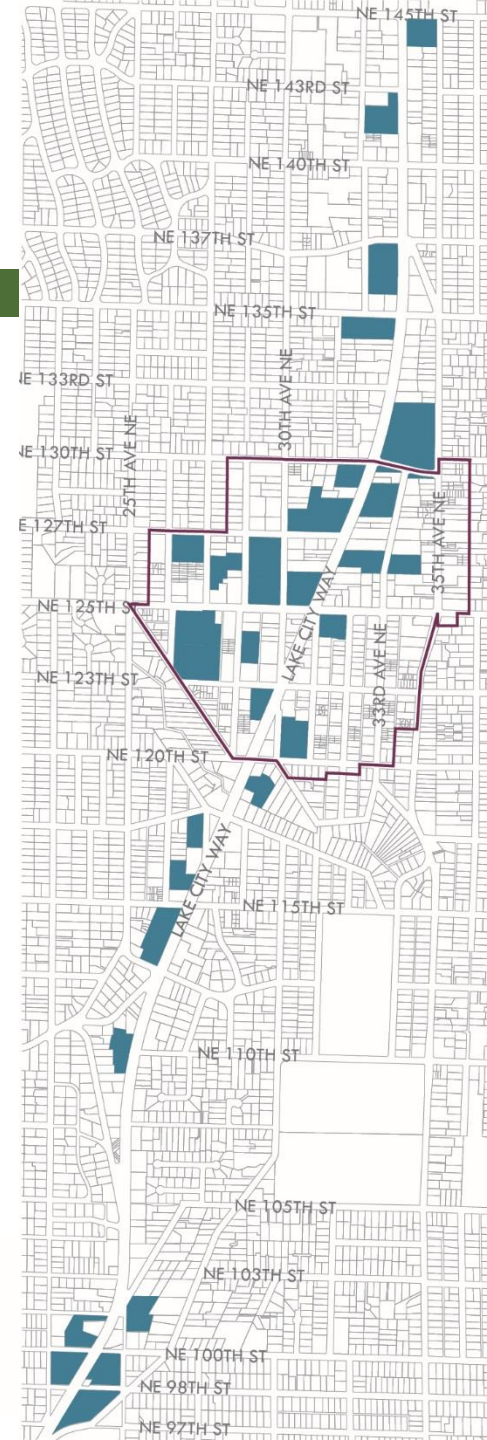 NE 145TH ST
NE 143RD ST
NE 140TH ST
NE 137TH ST
NE 135TH ST
30TH AVE NE
NE 133RD ST
25TH AVE NE
NE 130TH ST
35TH AVE NE
E 127TH ST
LAKE CITY WAY
NE 125TH S
33RD AVE NE
NE 123RD ST
NE 120TH ST
LAKE CITY WAY
NE 115TH ST
NE 110TH ST
NE 105TH ST
NE 103TH ST
NE 100TH ST
NE 98TH ST
NE 97TH ST